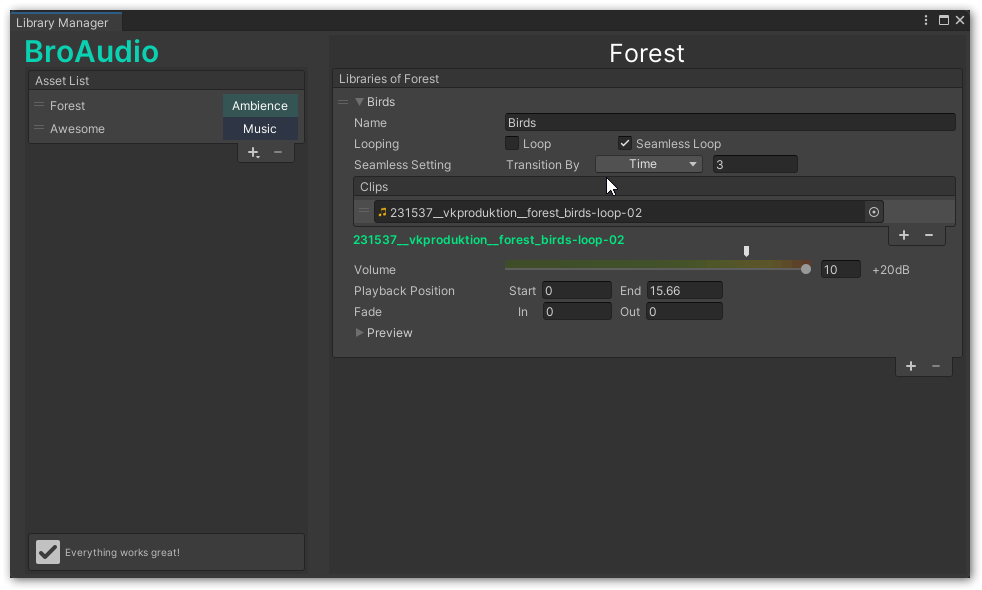 Library Manager
BroAudio
Asset List
Forest Ambience
Awesome Music
+ -
Everything works great!
Forest
Libraries of Forest
Birds
Name Birds
Looping Loop Seamless Loop
Seamless Setting Transition By Time 3
Clips
231537__vkproduktion__forest_birds-loop-02
+ -
231537__vkproduktion__forest_birds-loop-02
Volume 10 +20dB
Playback Position Start 0 End 15.66
Fade In 0 Out 0
Preview
+ -